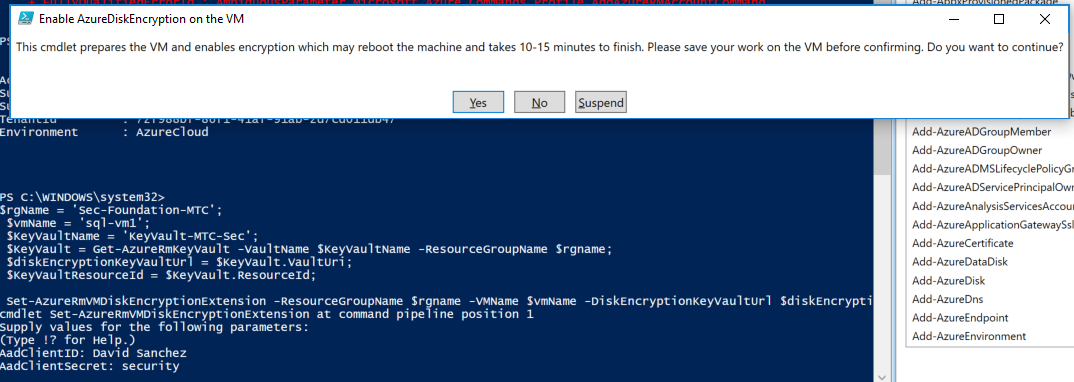 Enable AzureDiskEncryption on the VM
This cmdlet prepares the VM and enables encryption which may reboot the machine and takes 10-15 minutes to finish. Please save your work on the VM before confirming. Do you want to continue?
Yes No Suspend
Environment : AzureCloud
PS C:\WINDOWS\system32>
$rgName = 'Sec-Foundation-MTC';
$vmName = 'sql-vm1';
$KeyVaultName = 'KeyVault-MTC-Sec';
$KeyVault = Get-AzureRmKeyVault -VaultName $KeyVaultName -ResourceGroupName $rgname;
$diskEncryptionKeyVaultUrl = $KeyVault.VaultUri;
$KeyVaultResourceId = $KeyVault.ResourceId;
Set-AzureRmVMDiskEncryptionExtension -ResourceGroupName $rgname -VMName $vmName -DiskEncryptionKeyVaultUrl $diskEncrypti
cmdlet Set-AzureRmVMDiskEncryptionExtension at command pipeline position 1
Supply values for the following parameters:
(Type !? for Help.)
AadClientID: David Sanchez
AadClientSecret: security
Add-AzureADGroupMember
Add-AzureADGroupOwner
Add-AzureADMSLifecyclePolicyGr
Add-AzureADServicePrincipalOwn
Add-AzureAnalysisServicesAccou
Add-AzureApplicationGatewaySsl
Add-AzureCertificate
Add-AzureDataDisk
Add-AzureDisk
Add-AzureDns
Add-AzureEndpoint
Add-AzureEnvironment